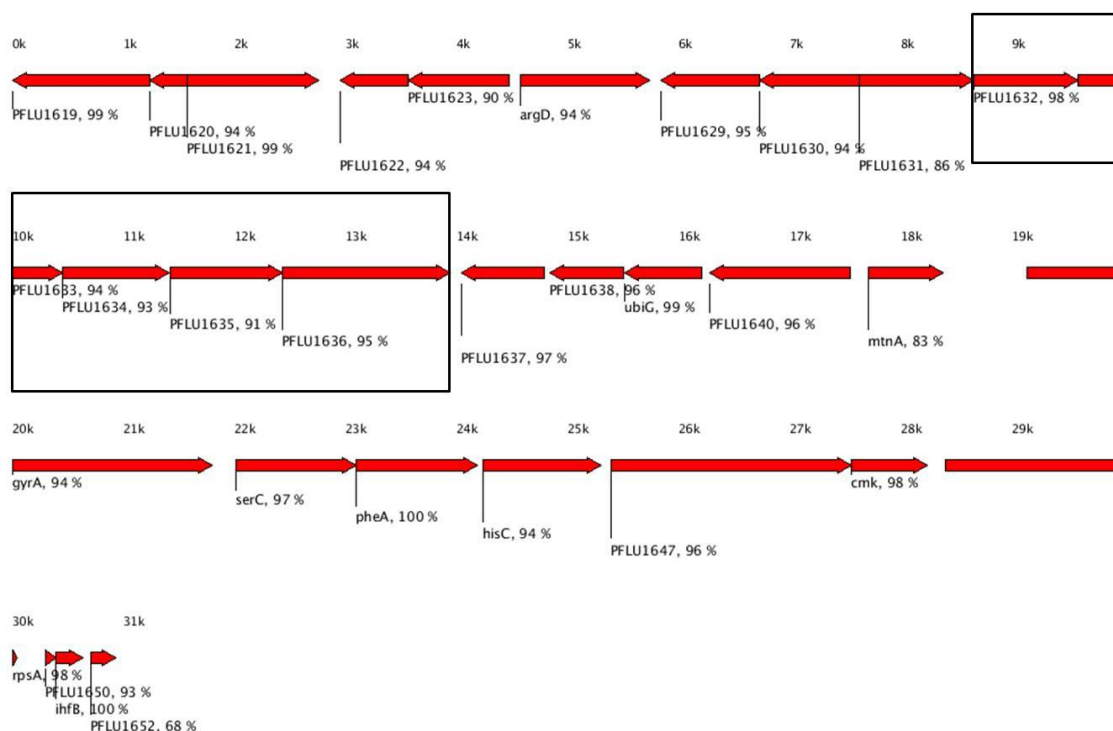 0k 1k 2k 3k 4k 5k 6k 7k 8k 9k
PFLU1619, 99 %
PFLU1620, 94 %
PFLU1621, 99 %
PFLU1622, 94 %
PFLU1623, 90 %
argD, 94 %
PFLU1629, 95 %
PFLU1630, 94 %
PFLU1631, 86 %
PFLU1632, 98 %
10k 11k 12k 13k 14k 15k 16k 17k 18k 19k
PFLU1633, 94 %
PFLU1634, 93 %
PFLU1635, 91 %
PFLU1636, 95 %
PFLU1637, 97 %
PFLU1638, 96 %
ubiG, 99 %
PFLU1640, 96 %
mtnA, 83 %
20k 21k 22k 23k 24k 25k 26k 27k 28k 29k
gyrA, 94 %
serC, 97 %
pheA, 100 %
hisC, 94 %
PFLU1647, 96 %
cmk, 98 %
30k 31k
rpsA, 98 %
PFLU1650, 93 %
ihfB, 100 %
PFLU1652, 68 %